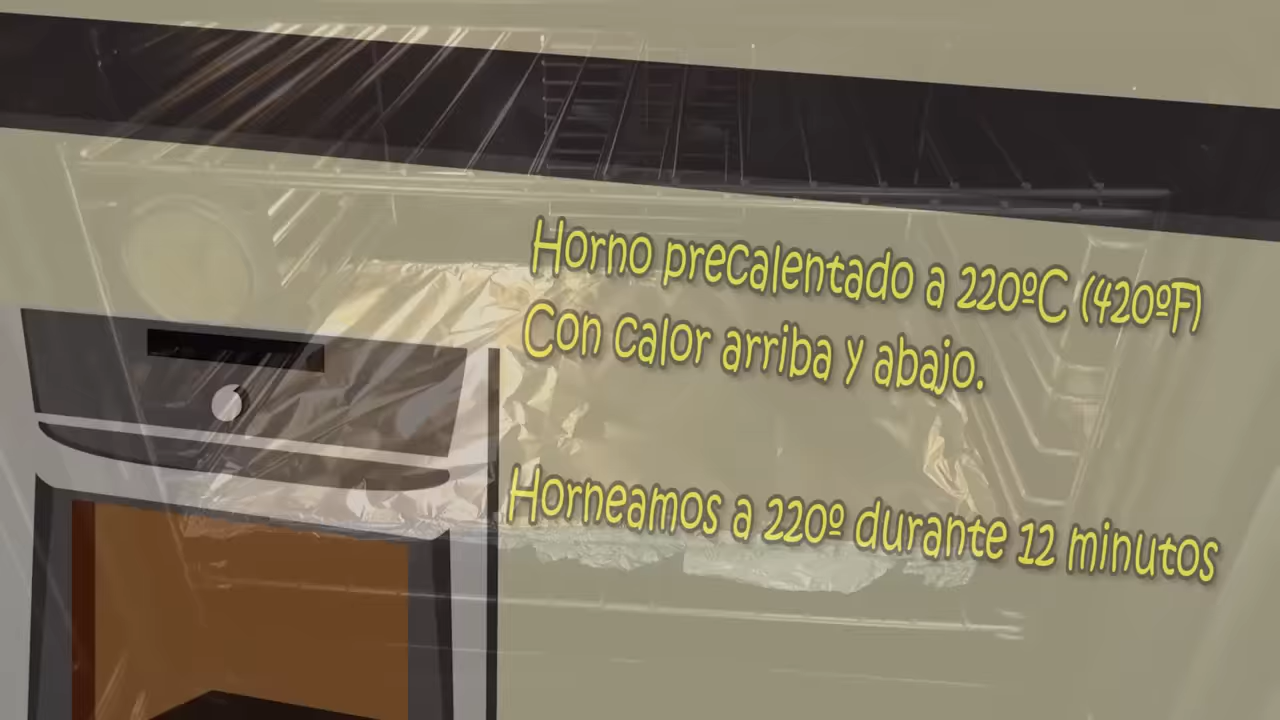 Horno precalentado a 220ºC (420ºF)
Con calor arriba y abajo.
Horneamos a 220º durante 12 minutos